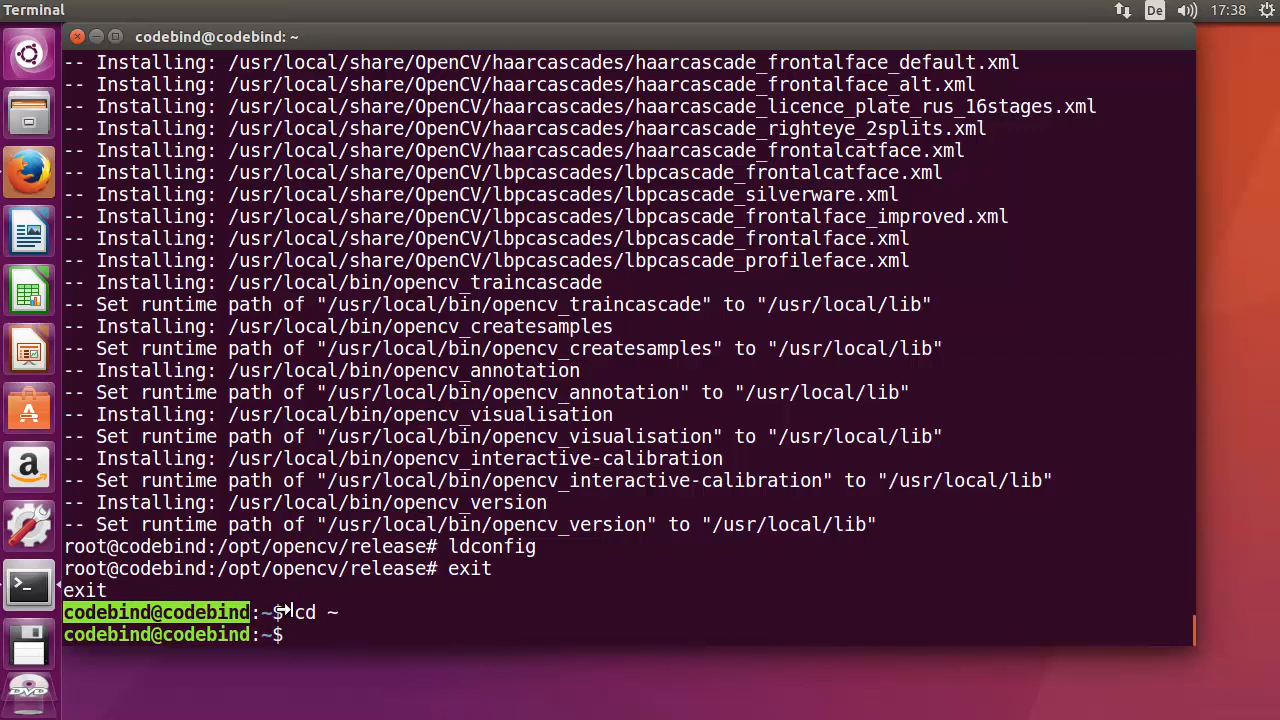 Terminal
De
17:38
codebind@codebind: ~
-- Installing: /usr/local/share/OpenCV/haarcascades/haarcascade_frontalface_default.xml
-- Installing: /usr/local/share/OpenCV/haarcascades/haarcascade_frontalface_alt.xml
-- Installing: /usr/local/share/OpenCV/haarcascades/haarcascade_licence_plate_rus_16stages.xml
-- Installing: /usr/local/share/OpenCV/haarcascades/haarcascade_righteye_2splits.xml
-- Installing: /usr/local/share/OpenCV/haarcascades/haarcascade_frontalcatface.xml
-- Installing: /usr/local/share/OpenCV/lbpcascades/lbpcascade_frontalcatface.xml
-- Installing: /usr/local/share/OpenCV/lbpcascades/lbpcascade_silverware.xml
-- Installing: /usr/local/share/OpenCV/lbpcascades/lbpcascade_frontalface_improved.xml
-- Installing: /usr/local/share/OpenCV/lbpcascades/lbpcascade_frontalface.xml
-- Installing: /usr/local/share/OpenCV/lbpcascades/lbpcascade_profileface.xml
-- Installing: /usr/local/bin/opencv_traincascade
-- Set runtime path of "/usr/local/bin/opencv_traincascade" to "/usr/local/lib"
-- Installing: /usr/local/bin/opencv_createsamples
-- Set runtime path of "/usr/local/bin/opencv_createsamples" to "/usr/local/lib"
-- Installing: /usr/local/bin/opencv_annotation
-- Set runtime path of "/usr/local/bin/opencv_annotation" to "/usr/local/lib"
-- Installing: /usr/local/bin/opencv_visualisation
-- Set runtime path of "/usr/local/bin/opencv_visualisation" to "/usr/local/lib"
-- Installing: /usr/local/bin/opencv_interactive-calibration
-- Set runtime path of "/usr/local/bin/opencv_interactive-calibration" to "/usr/local/lib"
-- Installing: /usr/local/bin/opencv_version
-- Set runtime path of "/usr/local/bin/opencv_version" to "/usr/local/lib"
root@codebind:/opt/opencv/release# ldconfig
root@codebind:/opt/opencv/release# exit
exit
codebind@codebind:~$ cd ~
codebind@codebind:~$